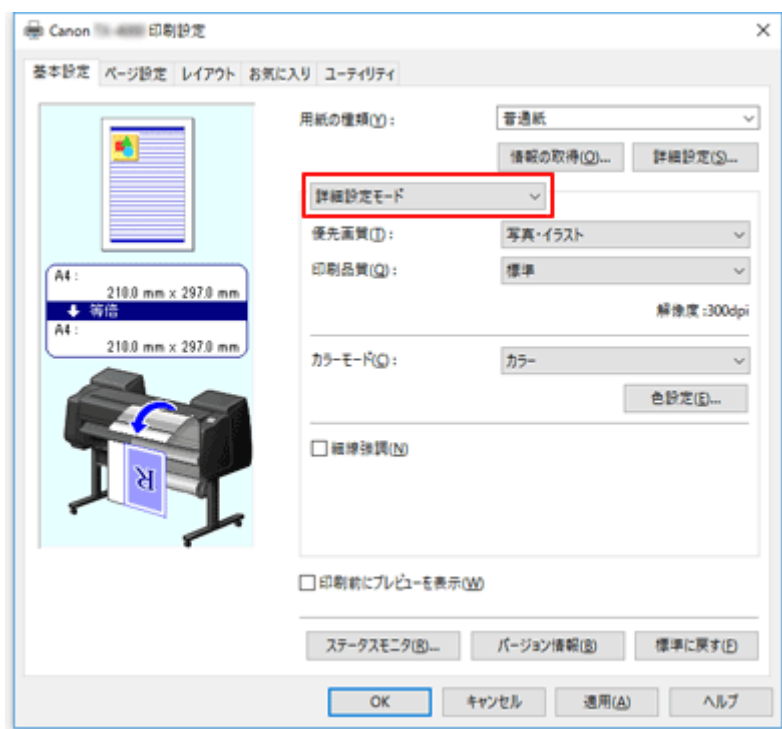 Canon 印刷設定
基本設定 ページ設定 レイアウト お気に入り ユーティリティ
用紙の種類(Y): 普通紙
情報の取得(O)... 詳細設定(S)...
詳細設定モード
優先画質(I): 写真・イラスト
印刷品質(Q): 標準
解像度 :300dpi
カラーモード(C): カラー
色設定(E)...
細線強調(N)
A4 :
210.0 mm x 297.0 mm
等倍
A4 :
210.0 mm x 297.0 mm
R
印刷前にプレビューを表示(W)
ステータスモニタ(R)... バージョン情報(B) 標準に戻す(F)
OK キャンセル 適用(A) ヘルプ